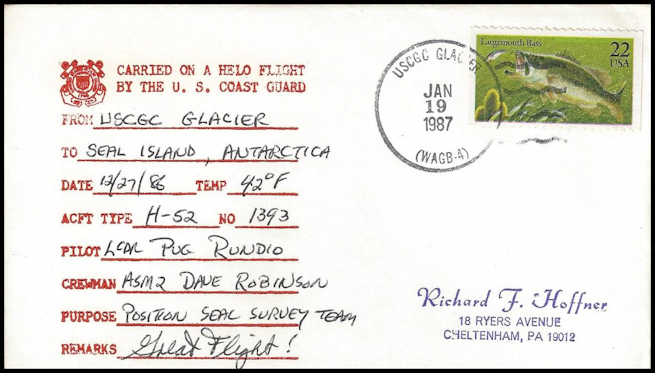 CARRIED ON A HELO FLIGHT
BY THE U. S. COAST GUARD
FROM USCGC GLACIER
TO SEAL ISLAND, ANTARCTICA
DATE 12/27/86 TEMP 42°F
ACFT TYPE H-52 NO 1393
PILOT LCDR PUG RUNDIO
CREWMAN ASM2 DAVE ROBINSON
PURPOSE POSITION SEAL SURVEY TEAM
REMARKS Great Flight!
USCGC GLACIER
JAN
19
1987
(WAGB-4)
Largemouth Bass
22
USA
Richard F. Hoffner
18 RYERS AVENUE
CHELTENHAM, PA 19012